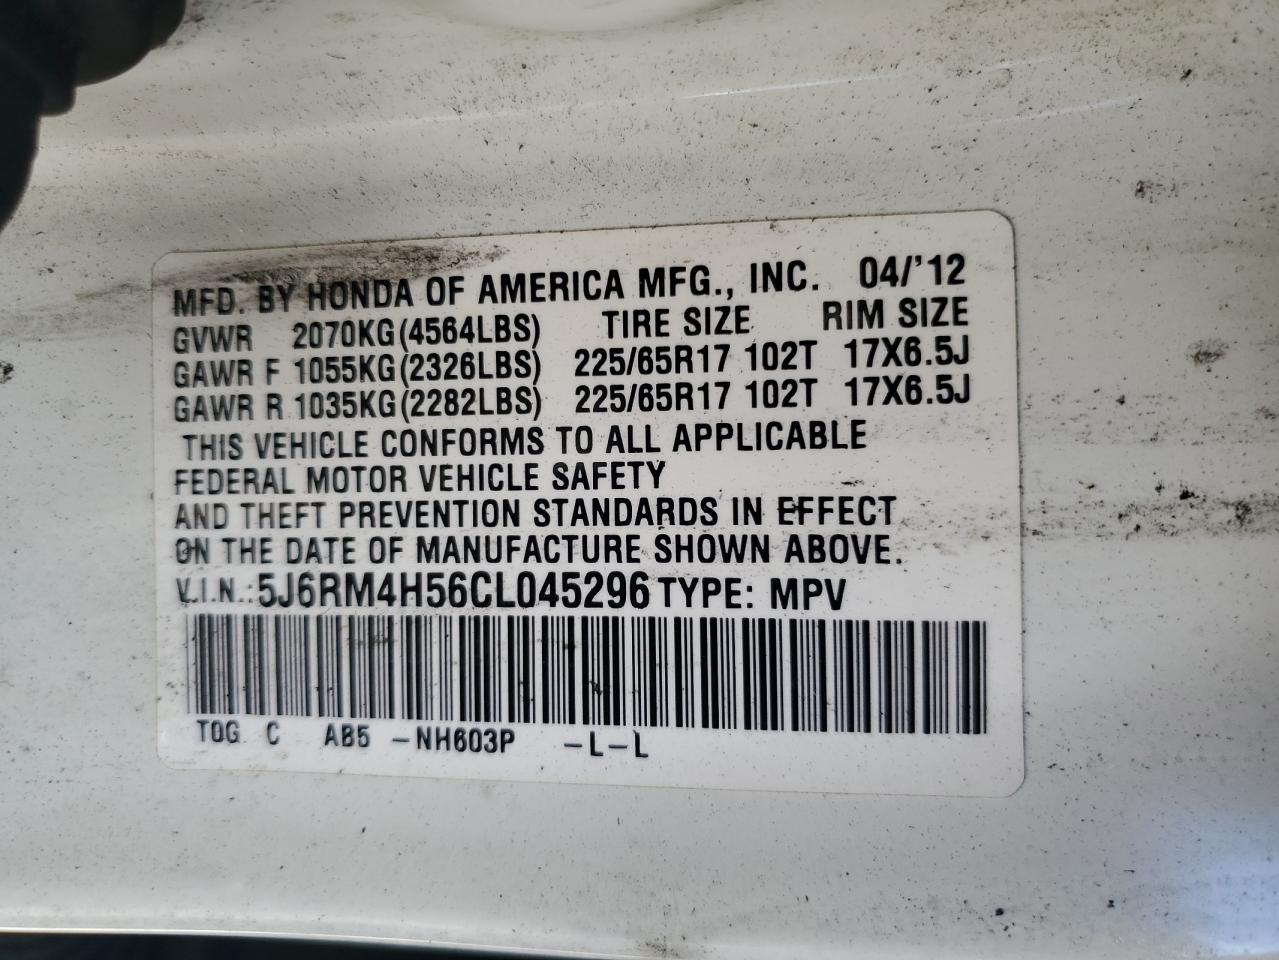 MFD. BY HONDA OF AMERICA MFG., INC. 04/'12
GVWR 2070KG(4564LBS) TIRE SIZE RIM SIZE
GAWR F 1055KG(2326LBS) 225/65R17 102T 17X6.5J
GAWR R 1035KG(2282LBS) 225/65R17 102T 17X6.5J
THIS VEHICLE CONFORMS TO ALL APPLICABLE
FEDERAL MOTOR VEHICLE SAFETY
AND THEFT PREVENTION STANDARDS IN EFFECT
ON THE DATE OF MANUFACTURE SHOWN ABOVE.
V.I.N.: 5J6RM4H56CL045296 TYPE: MPV
T0G C AB5 -NH603P -L-L